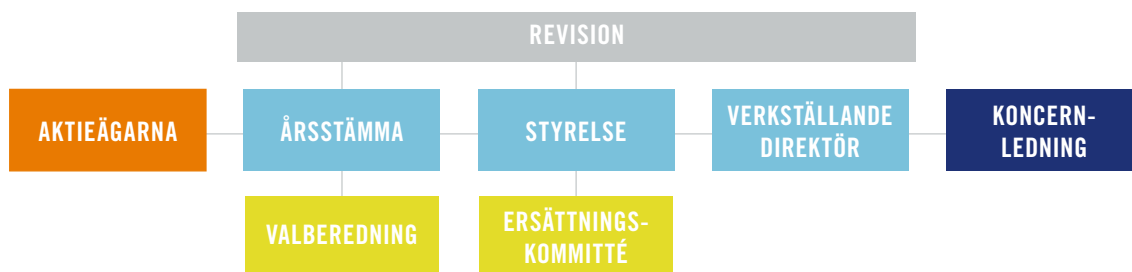 REVISION
AKTIEÄGARNA
ÅRSSTÄMMA
STYRELSE
VERKSTÄLLANDE
DIREKTÖR
KONCERN-
LEDNING
VALBEREDNING
ERSÄTTNINGS-
KOMMITTÉ